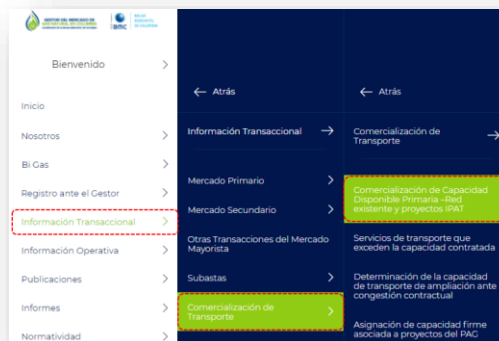 GESTOR DEL MERCADO DE
GAS NATURAL EN COLOMBIA
bmc
BOLSA
MERCANTIL
DE COLOMBIA
Bienvenido
Inicio
Nosotros
Bi Gas
Registro ante el Gestor
Información Transaccional
Información Operativa
Publicaciones
Informes
Normatividad
← Atrás
Información Transaccional →
Mercado Primario
Mercado Secundario
Otras Transacciones del Mercado
Mayorista
Subastas
Comercialización de
Transporte
← Atrás
Comercialización de
Transporte →
Comercialización de Capacidad
Disponible Primaria –Red
existente y proyectos IPAT
Servicios de transporte que
exceden la capacidad contratada
Determinación de la capacidad
de transporte de ampliación ante
congestión contractual
Asignación de capacidad firme
asociada a proyectos del PAG